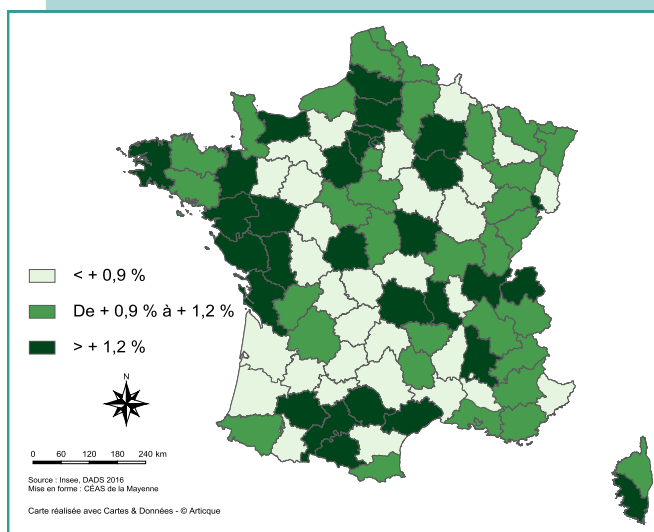 < + 0,9 %
De + 0,9 % à + 1,2 %
> + 1,2 %
N
0 60 120 180 240 km
Source : Insee, DADS 2016
Mise en forme : CÉAS de la Mayenne
Carte réalisée avec Cartes & Données - © Articque